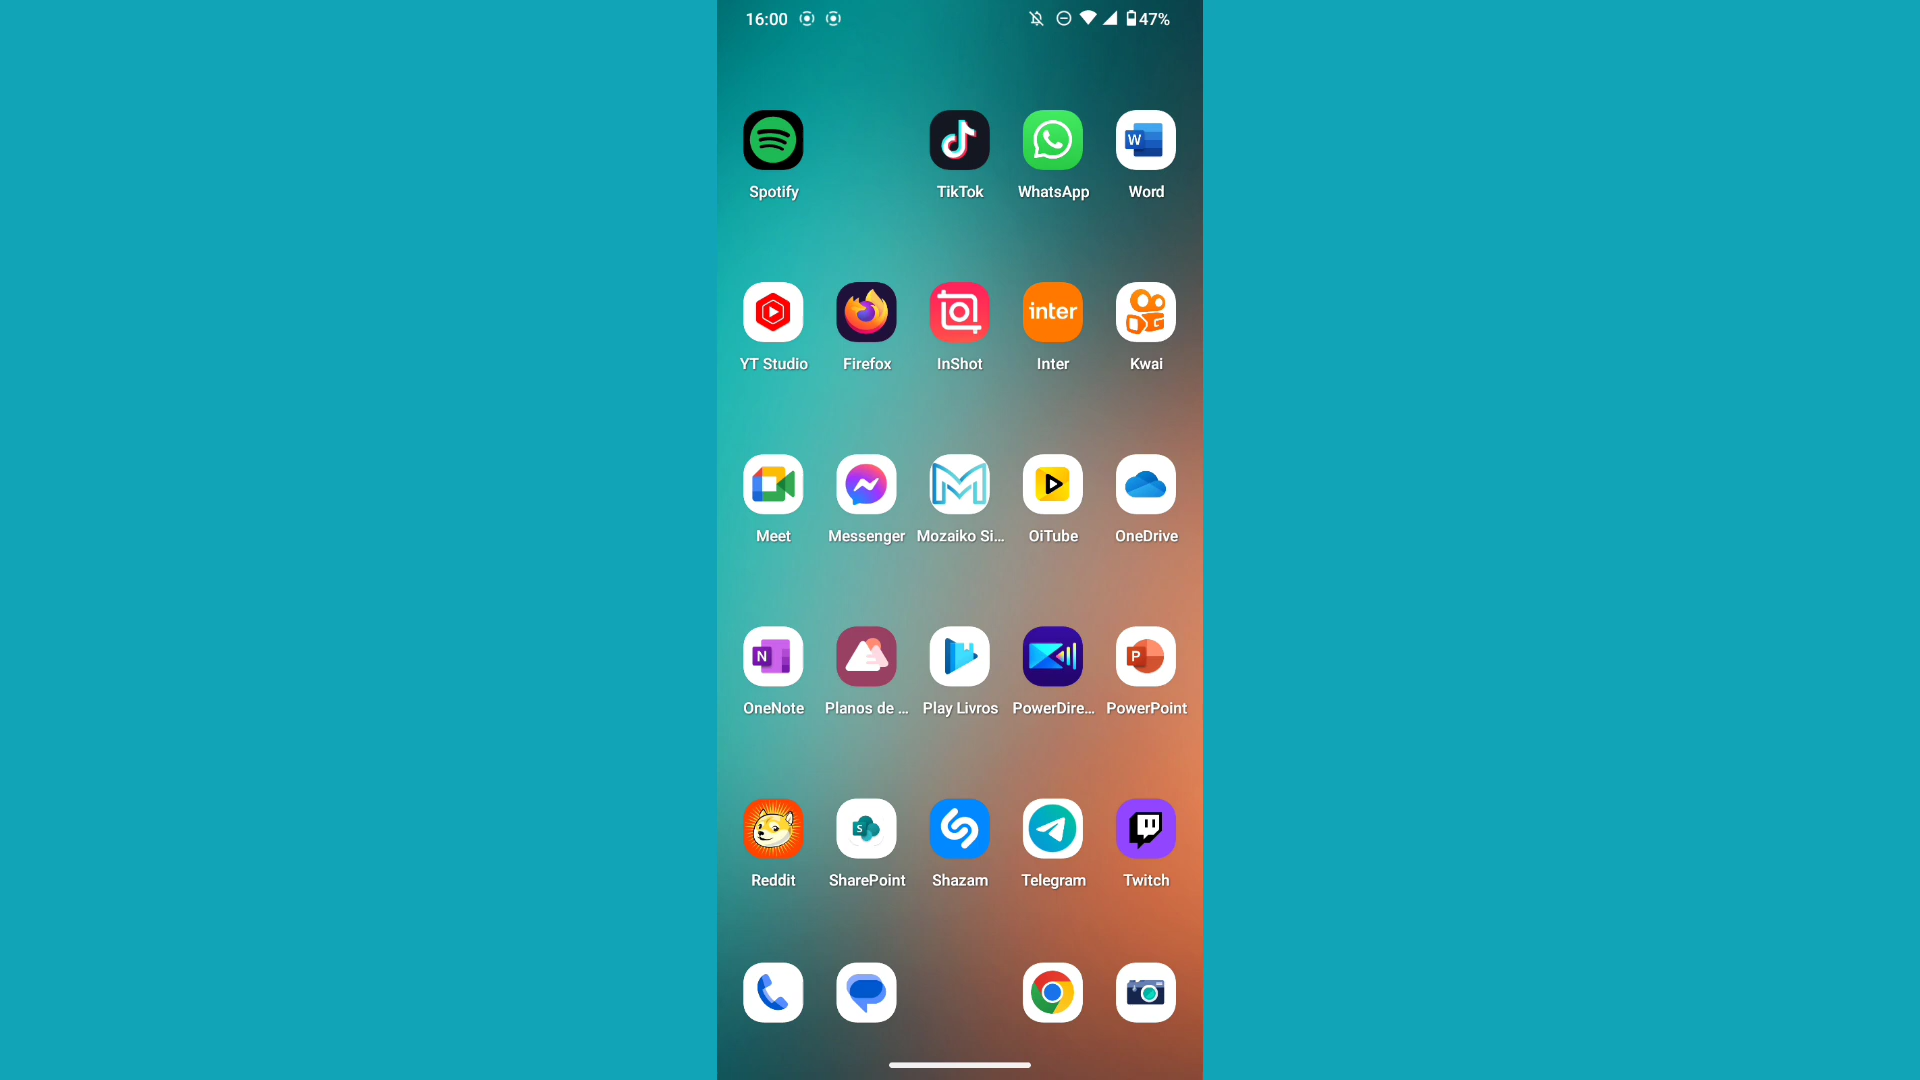 16:00 47%
Spotify TikTok WhatsApp Word
W
inter
YT Studio Firefox InShot Inter Kwai
Meet Messenger Mozaiko Si... OiTube OneDrive
N P
OneNote Planos de ... Play Livros PowerDire... PowerPoint
S
Reddit SharePoint Shazam Telegram Twitch